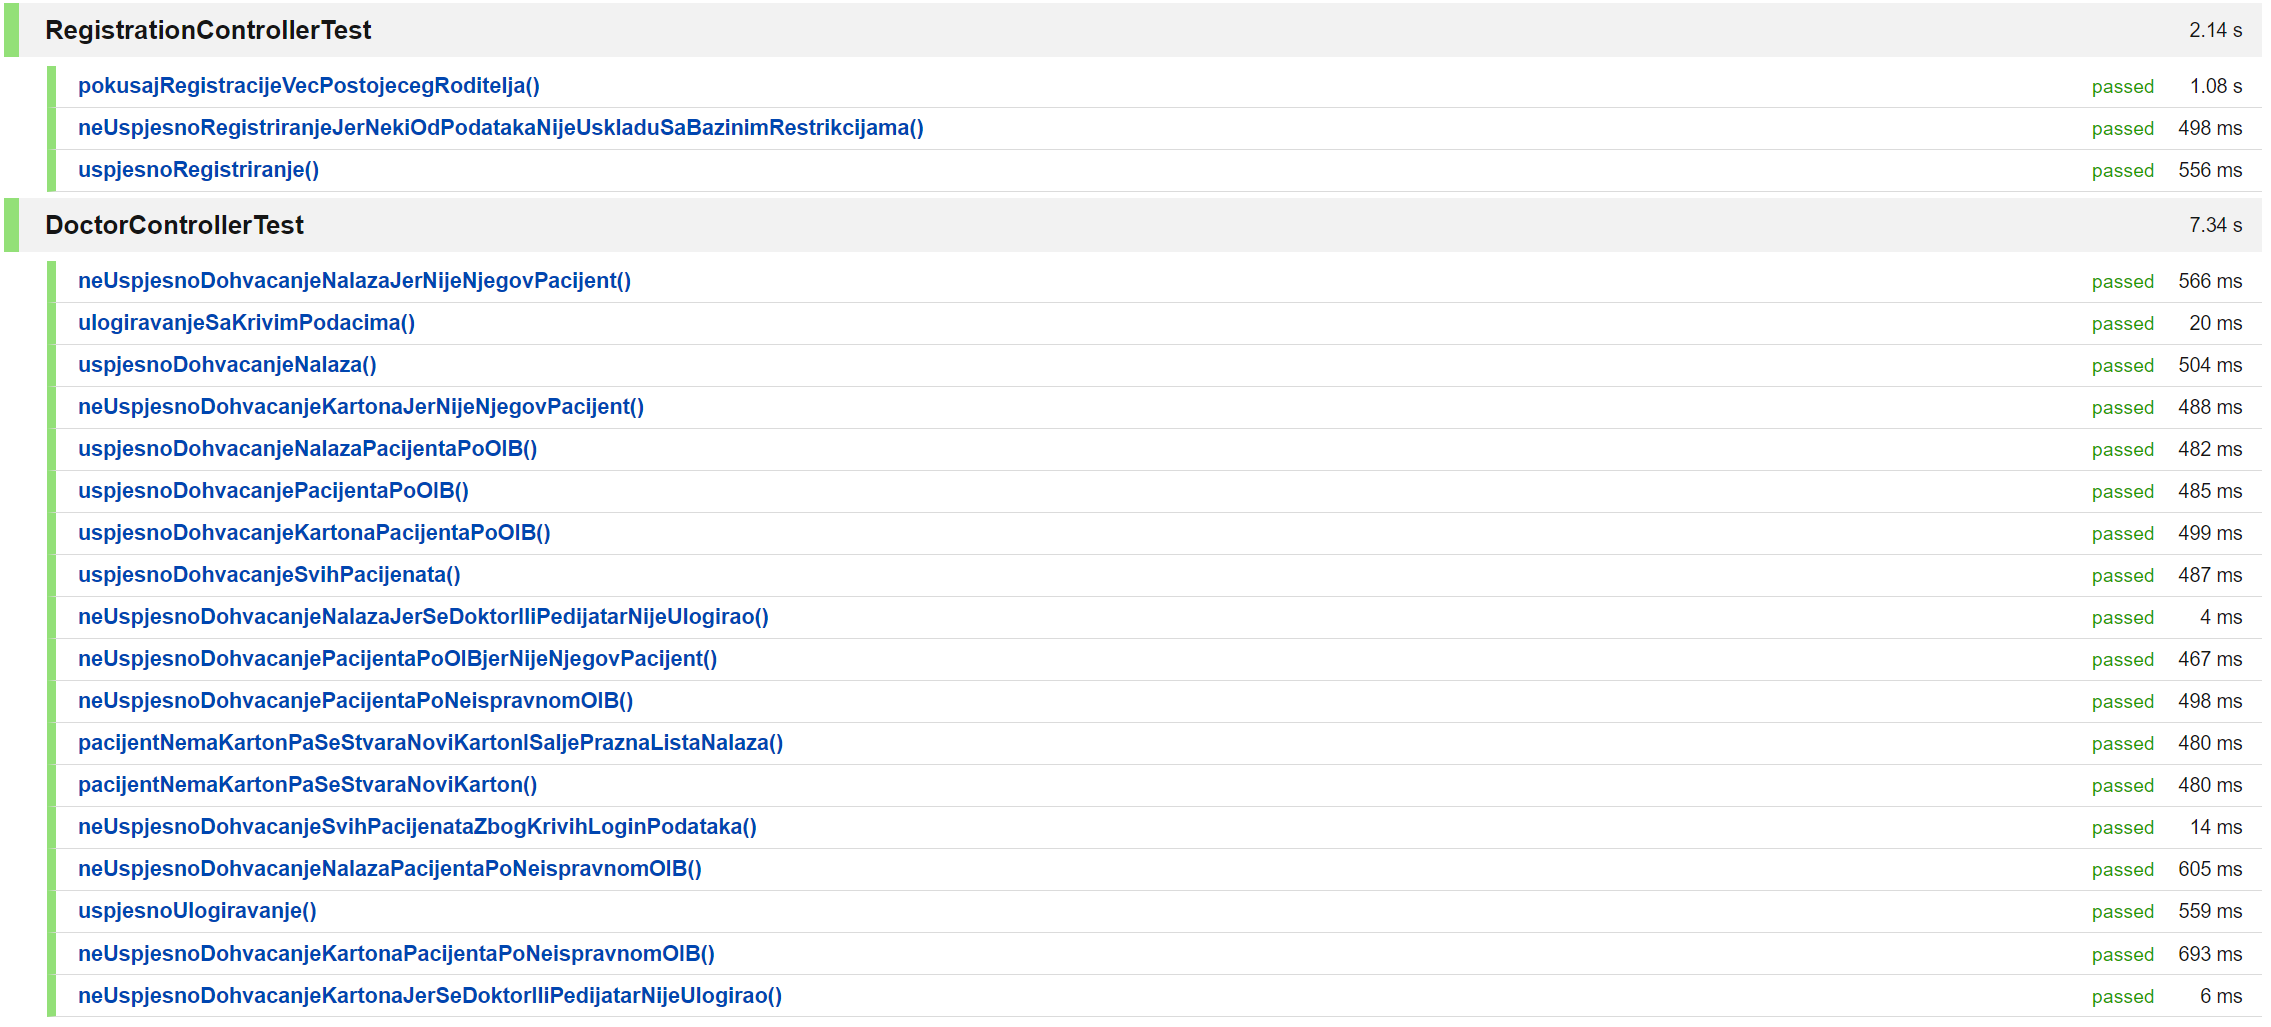 RegistrationControllerTest 2.14 s
pokusajRegistracijeVecPostojecegRoditelja() passed 1.08 s
neUspjesnoRegistriranjeJerNekiOdPodatakaNijeUskladuSaBazinimRestrikcijama() passed 498 ms
uspjesnoRegistriranje() passed 556 ms
DoctorControllerTest 7.34 s
neUspjesnoDohvacanjeNalazaJerNijeNjegovPacijent() passed 566 ms
ulogiravanjeSaKrivimPodacima() passed 20 ms
uspjesnoDohvacanjeNalaza() passed 504 ms
neUspjesnoDohvacanjeKartonaJerNijeNjegovPacijent() passed 488 ms
uspjesnoDohvacanjeNalazaPacijentaPoOIB() passed 482 ms
uspjesnoDohvacanjePacijentaPoOIB() passed 485 ms
uspjesnoDohvacanjeKartonaPacijentaPoOIB() passed 499 ms
uspjesnoDohvacanjeSvihPacijenata() passed 487 ms
neUspjesnoDohvacanjeNalazaJerSeDoktorIliPedijatarNijeUlogirao() passed 4 ms
neUspjesnoDohvacanjePacijentaPoOIBjerNijeNjegovPacijent() passed 467 ms
neUspjesnoDohvacanjePacijentaPoNeispravnomOIB() passed 498 ms
pacijentNemaKartonPaSeStvaraNoviKartonISaljePraznaListaNalaza() passed 480 ms
pacijentNemaKartonPaSeStvaraNoviKarton() passed 480 ms
neUspjesnoDohvacanjeSvihPacijenataZbogKrivihLoginPodataka() passed 14 ms
neUspjesnoDohvacanjeNalazaPacijentaPoNeispravnomOIB() passed 605 ms
uspjesnoUlogiravanje() passed 559 ms
neUspjesnoDohvacanjeKartonaPacijentaPoNeispravnomOIB() passed 693 ms
neUspjesnoDohvacanjeKartonaJerSeDoktorIliPedijatarNijeUlogirao() passed 6 ms